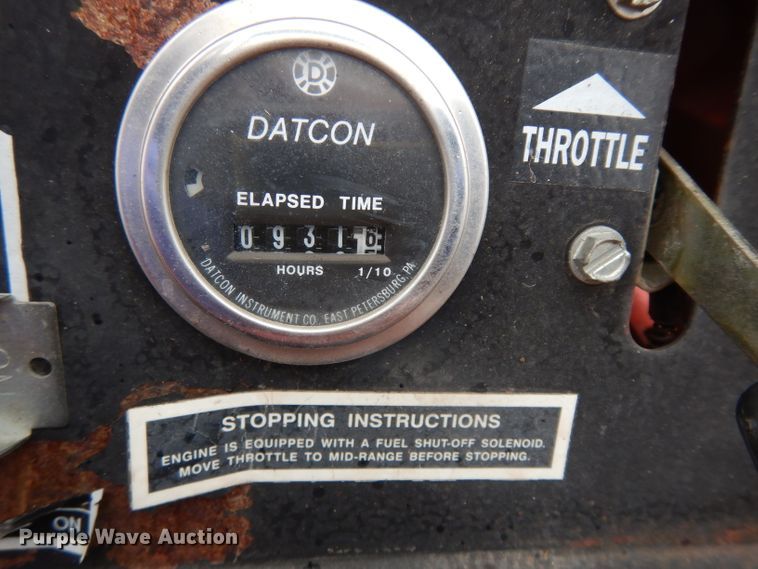 D
DATCON
ELAPSED TIME
0 9 3 1 6
HOURS 1/10
DATCON INSTRUMENT CO. EAST PETERSBURG, PA
THROTTLE
STOPPING INSTRUCTIONS
ENGINE IS EQUIPPED WITH A FUEL SHUT-OFF SOLENOID.
MOVE THROTTLE TO MID-RANGE BEFORE STOPPING.
ON
Purple Wave Auction